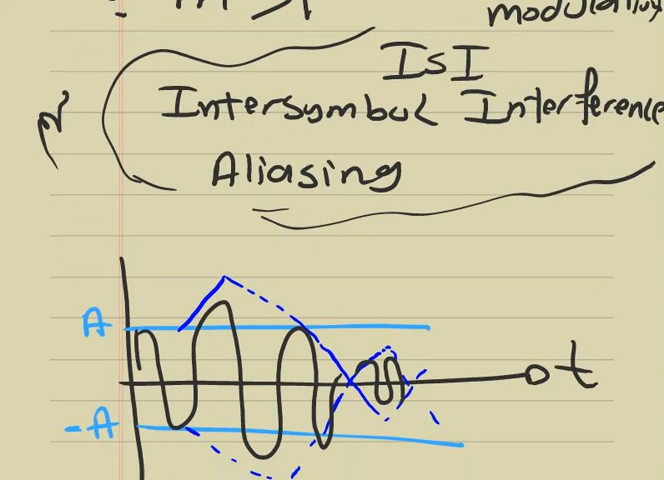 modulation
ISI
Intersymbol Interference
Aliasing
A
-A
t